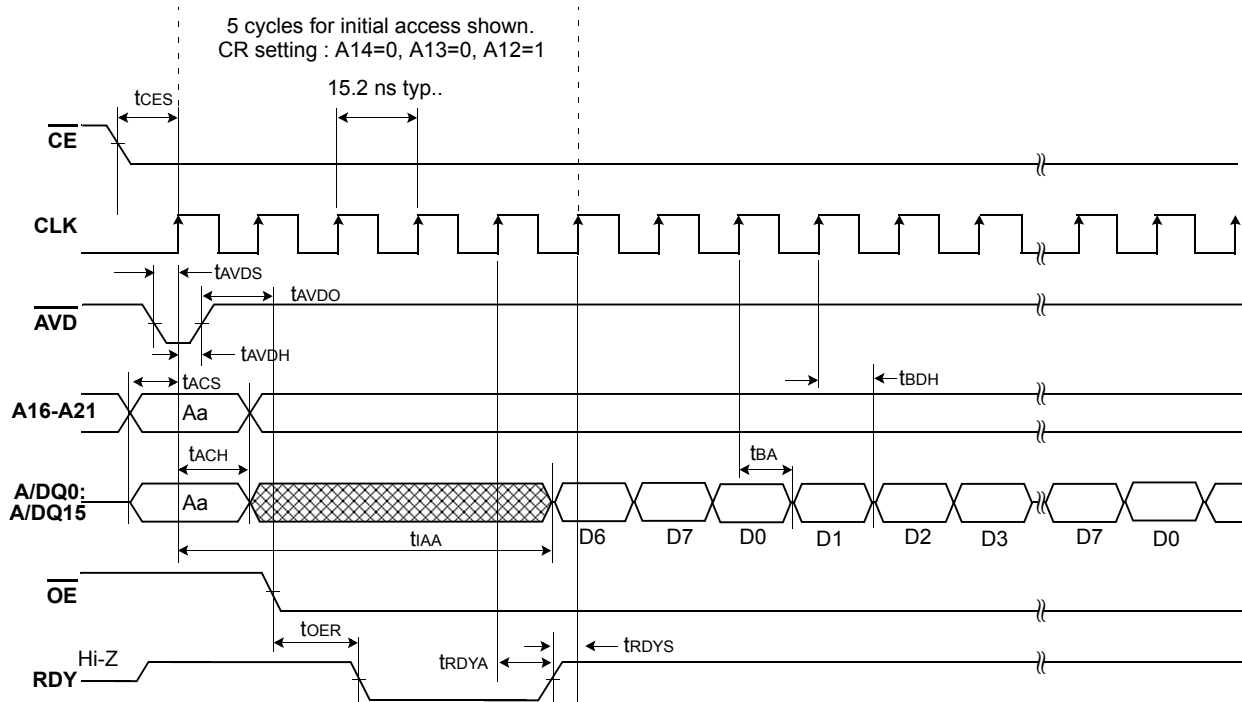 5 cycles for initial access shown.
CR setting : A14=0, A13=0, A12=1
15.2 ns typ..
tCES
CE
CLK
tAVDS
tAVDO
AVD
tAVDH
tACS
tBDH
A16-A21
Aa
tACH
tBA
A/DQ0:
A/DQ15
Aa
D6 D7 D0 D1 D2 D3 D7 D0
tIAA
OE
tOER
tRDYS
Hi-Z
tRDYA
RDY